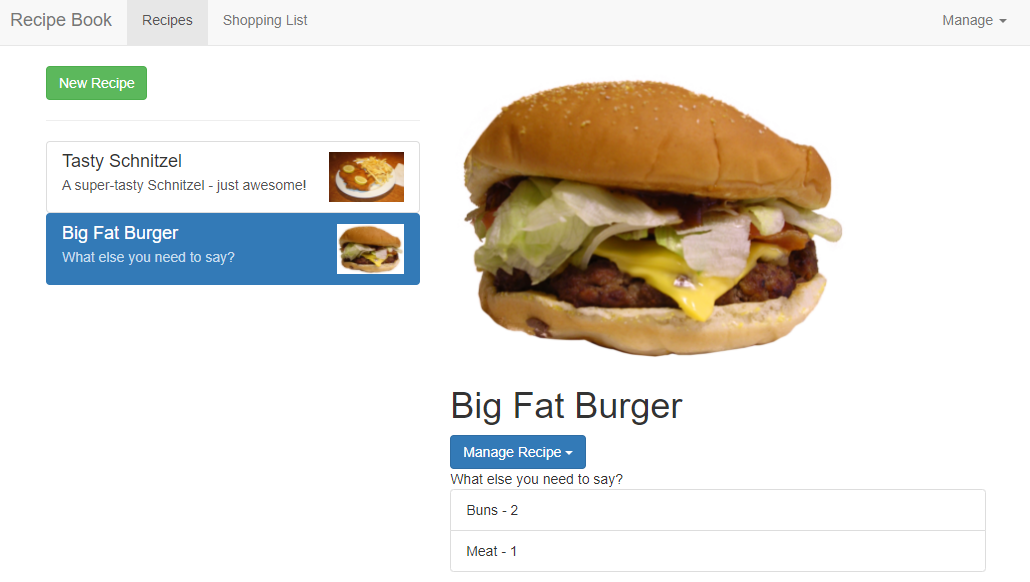 Recipe Book Recipes Shopping List Manage
New Recipe
Tasty Schnitzel
A super-tasty Schnitzel - just awesome!
Big Fat Burger
What else you need to say?
Big Fat Burger
Manage Recipe
What else you need to say?
Buns - 2
Meat - 1